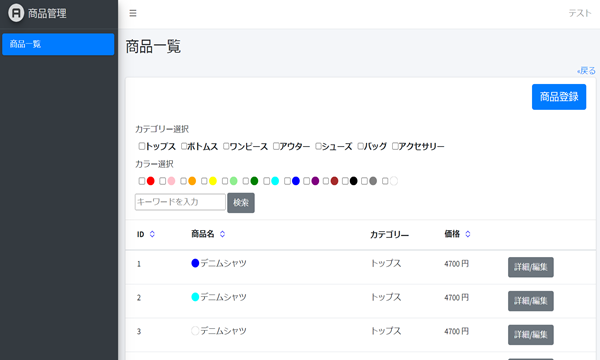 商品管理
テスト
商品一覧
商品一覧
«戻る
商品登録
カテゴリー選択
トップス ボトムス ワンピース アウター シューズ バッグ アクセサリー
カラー選択
キーワードを入力 検索
ID 商品名 カテゴリー 価格
1 デニムシャツ トップス 4700 円 詳細/編集
2 デニムシャツ トップス 4700 円 詳細/編集
3 デニムシャツ トップス 4700 円 詳細/編集